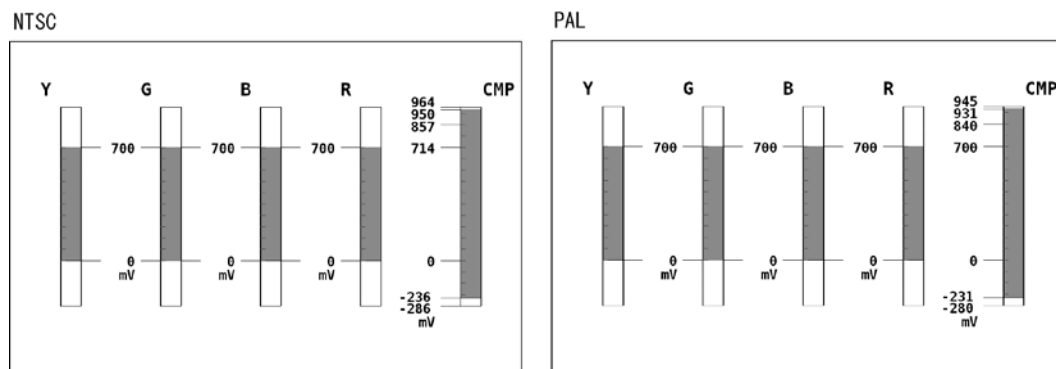 NTSC
Y G B R CMP
964
950
857
700 700 700 714
0 0 0 0
mV mV mV
-236
-286
mV
PAL
Y G B R CMP
945
931
840
700 700 700 700
0 0 0 0
mV mV mV
-231
-280
mV